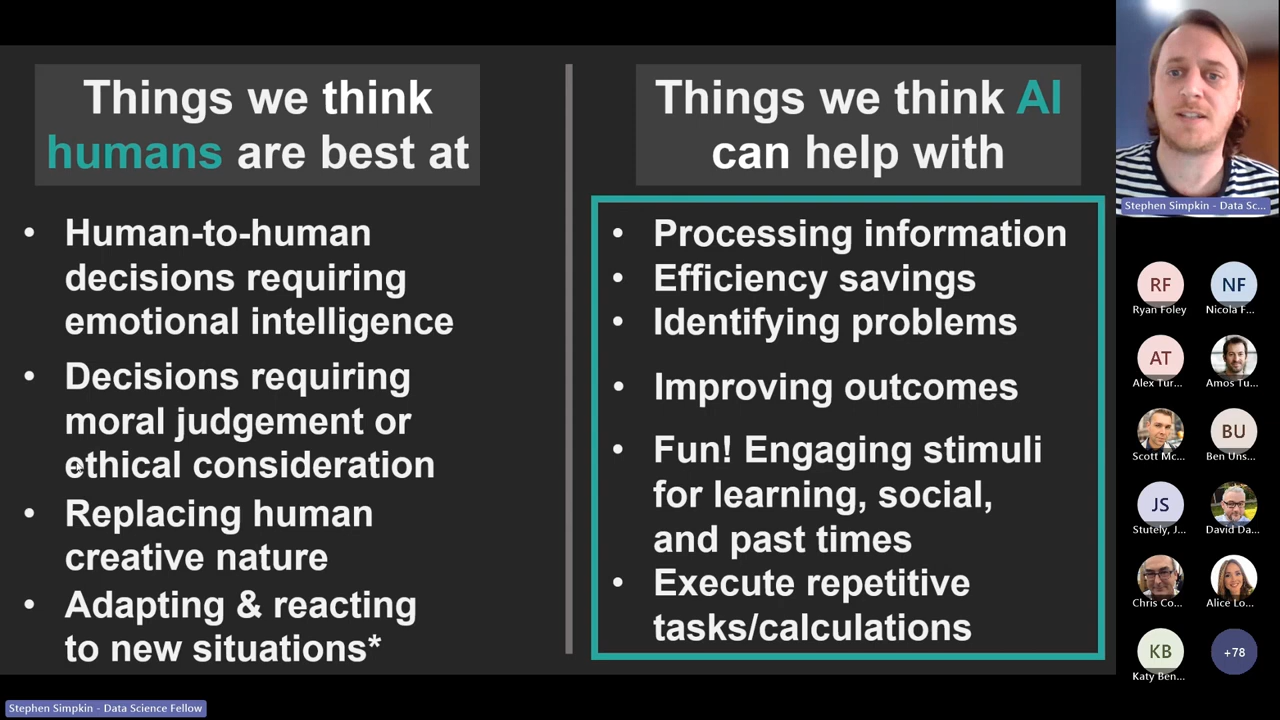 Things we think
humans are best at
• Human-to-human
decisions requiring
emotional intelligence
• Decisions requiring
moral judgement or
ethical consideration
• Replacing human
creative nature
• Adapting & reacting
to new situations*
Things we think AI
can help with
• Processing information
• Efficiency savings
• Identifying problems
• Improving outcomes
• Fun! Engaging stimuli
for learning, social,
and past times
• Execute repetitive
tasks/calculations
Stephen Simpkin - Data Sc...
RF
Ryan Foley
NF
Nicola F...
AT
Alex Tur...
Amos Tu...
Scott Mc...
BU
Ben Uns...
JS
Stutely, J...
David Da...
Chris Co...
Alice Lo...
KB
Katy Ben...
+78
Stephen Simpkin - Data Science Fellow